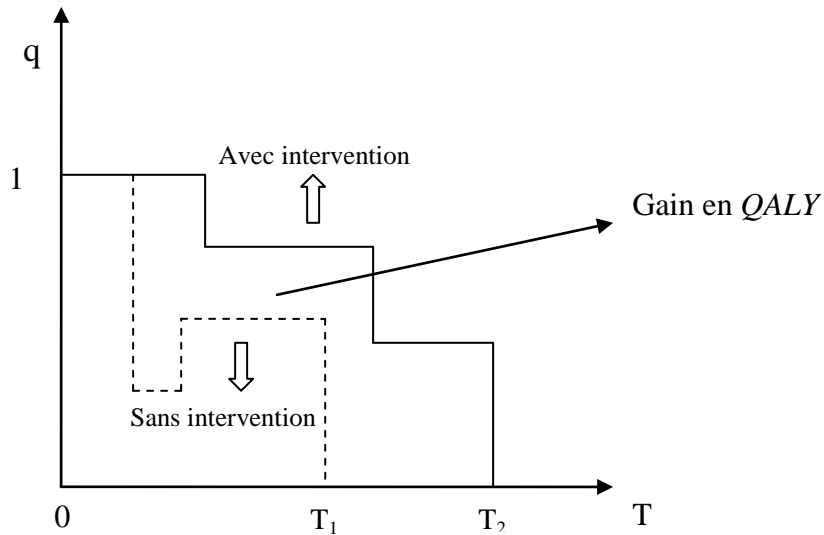 q
Avec intervention
1
Gain en QALY
Sans intervention
0
T₁
T₂
T